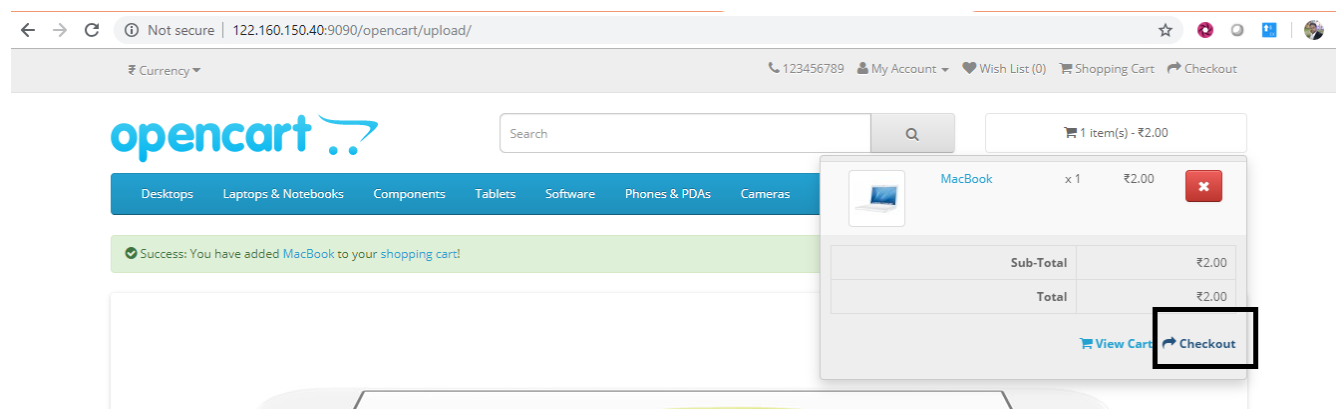 Not secure | 122.160.150.40:9090/opencart/upload/
₹ Currency 123456789 My Account Wish List (0) Shopping Cart Checkout
opencart Search 1 item(s) - ₹2.00
MacBook x 1 ₹2.00
Desktops Laptops & Notebooks Components Tablets Software Phones & PDAs Cameras
Success: You have added MacBook to your shopping cart!
Sub-Total ₹2.00
Total ₹2.00
View Cart Checkout